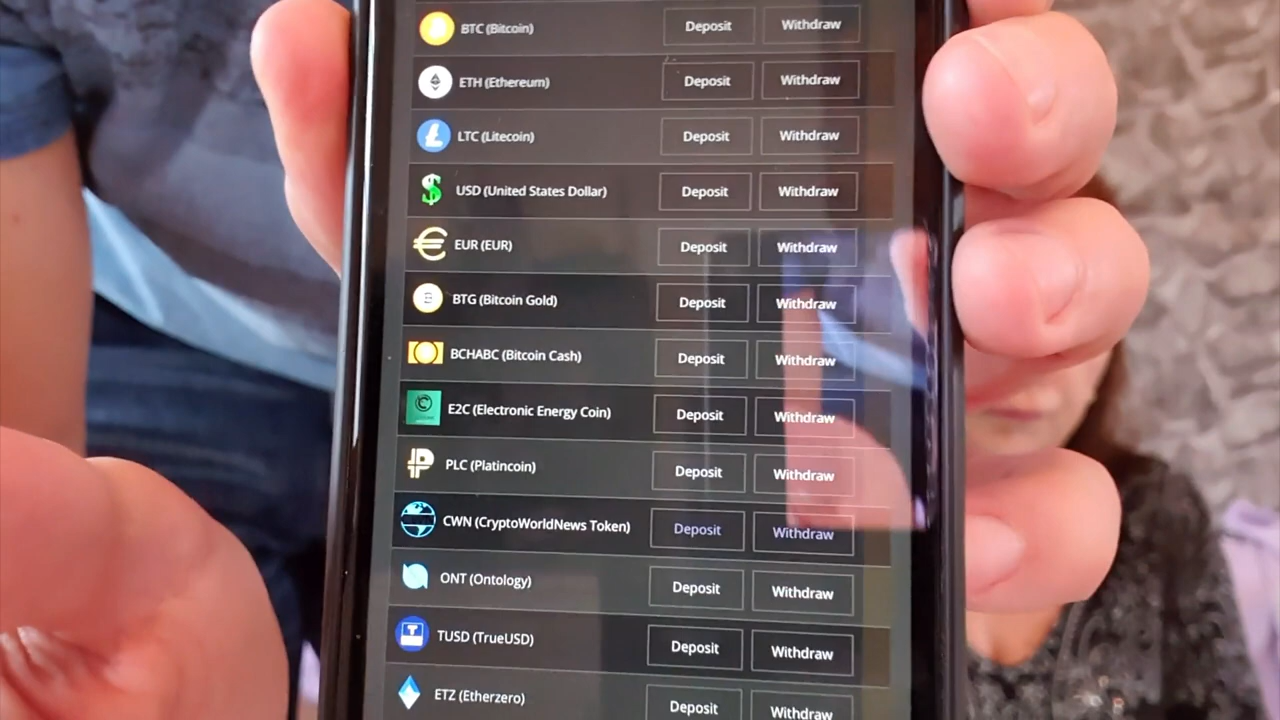 BTC (Bitcoin) Deposit Withdraw
ETH (Ethereum) Deposit Withdraw
LTC (Litecoin) Deposit Withdraw
USD (United States Dollar) Deposit Withdraw
EUR (EUR) Deposit Withdraw
BTG (Bitcoin Gold) Deposit Withdraw
BCHABC (Bitcoin Cash) Deposit Withdraw
E2C (Electronic Energy Coin) Deposit Withdraw
PLC (Platincoin) Deposit Withdraw
CWN (CryptoWorldNews Token) Deposit Withdraw
ONT (Ontology) Deposit Withdraw
TUSD (TrueUSD) Deposit Withdraw
ETZ (Etherzero) Deposit Withdraw